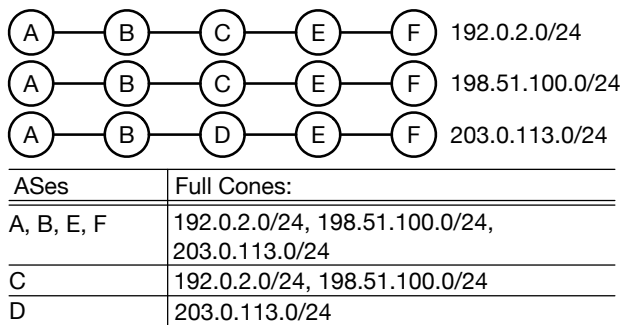 A B C E F 192.0.2.0/24
A B C E F 198.51.100.0/24
A B D E F 203.0.113.0/24
ASes Full Cones:
A, B, E, F 192.0.2.0/24, 198.51.100.0/24,
203.0.113.0/24
C 192.0.2.0/24, 198.51.100.0/24
D 203.0.113.0/24